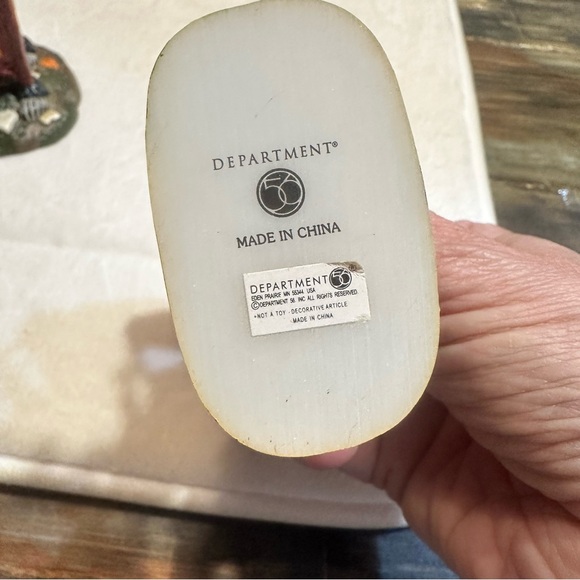 DEPARTMENT®
56
MADE IN CHINA
DEPARTMENT 56
EDEN PRAIRIE MN 55344 USA
©DEPARTMENT 56, INC ALL RIGHTS RESERVED.
• NOT A TOY - DECORATIVE ARTICLE
- MADE IN CHINA